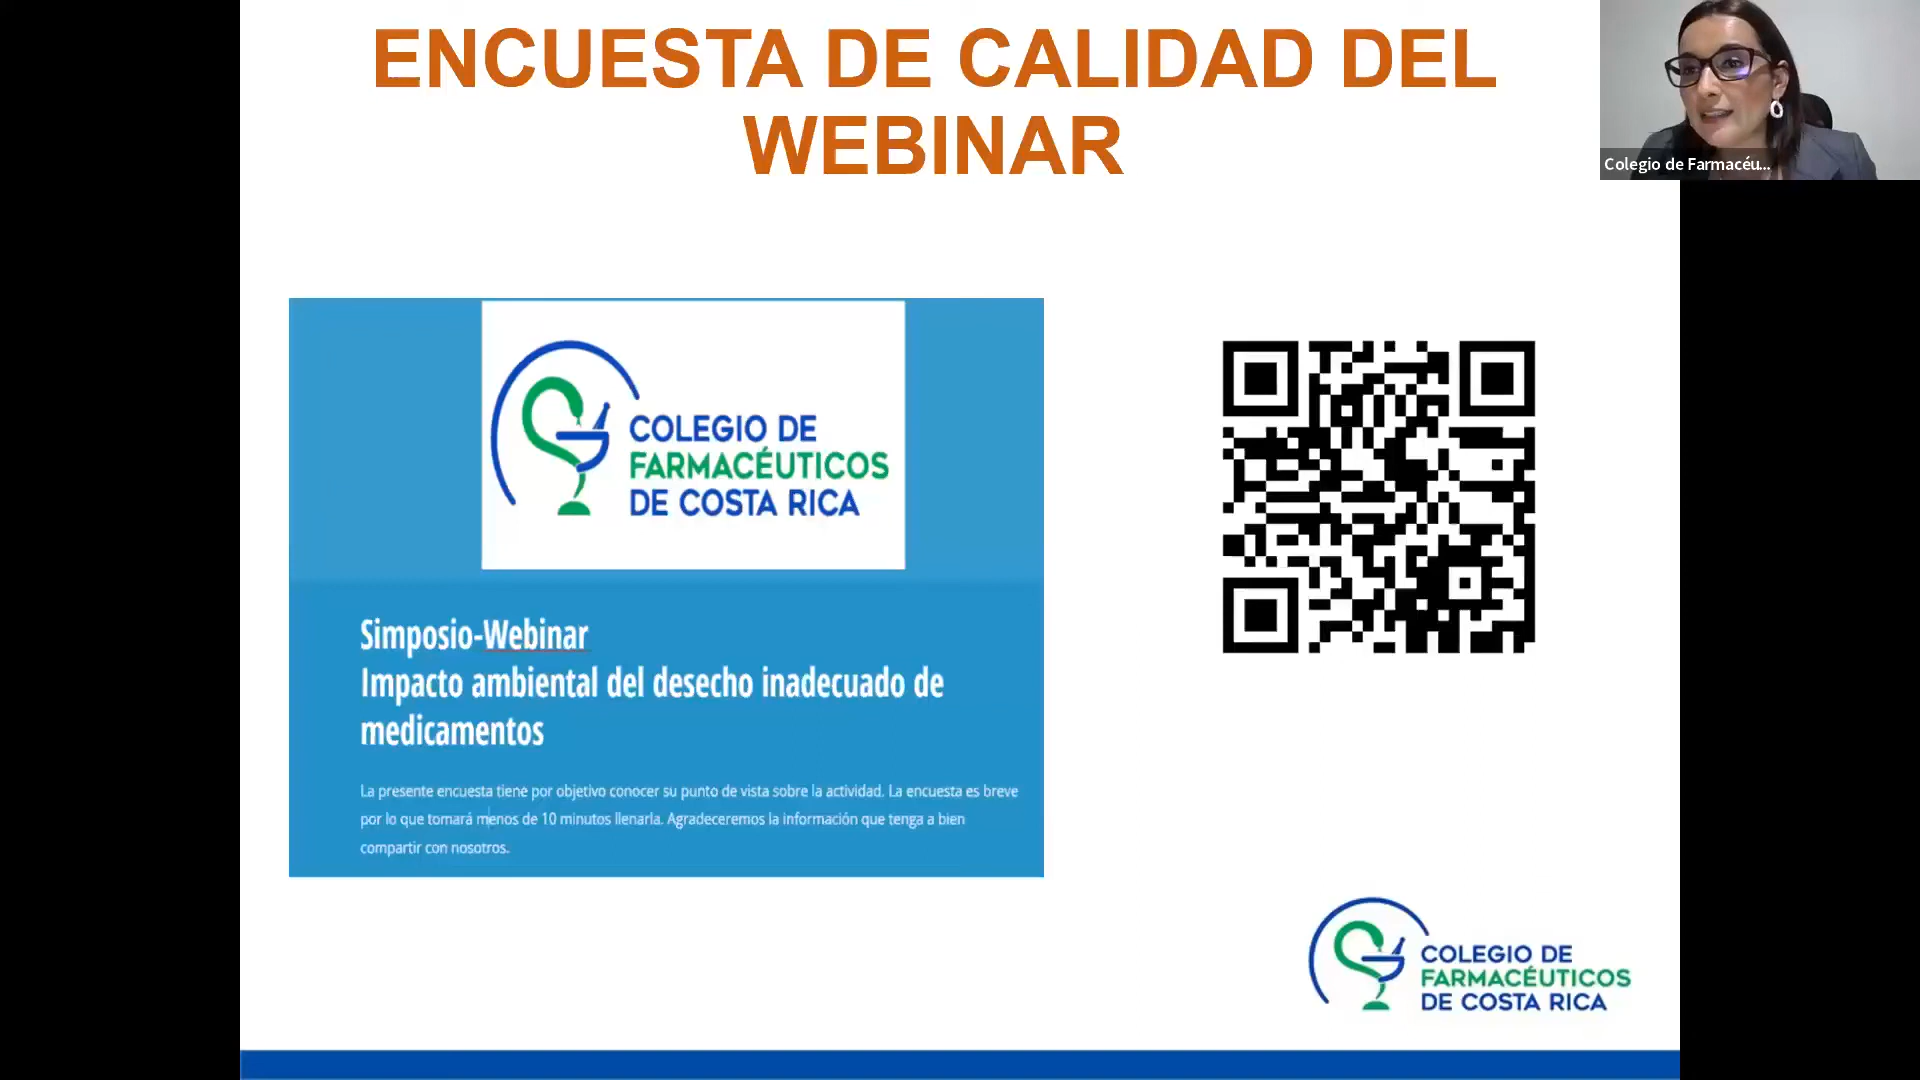 ENCUESTA DE CALIDAD DEL
WEBINAR
Colegio de Farmacéu...
COLEGIO DE
FARMACÉUTICOS
DE COSTA RICA
Simposio-Webinar
Impacto ambiental del desecho inadecuado de
medicamentos
La presente encuesta tiene por objetivo conocer su punto de vista sobre la actividad. La encuesta es breve
por lo que tomará menos de 10 minutos llenarla. Agradeceremos la información que tenga a bien
compartir con nosotros.
COLEGIO DE
FARMACÉUTICOS
DE COSTA RICA